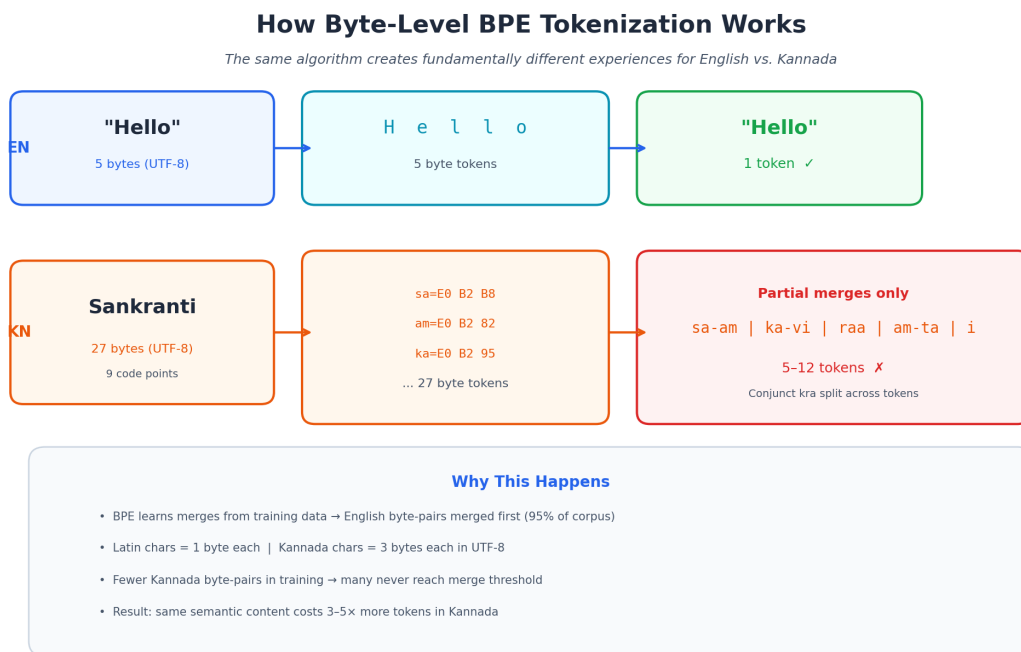 How Byte-Level BPE Tokenization Works
The same algorithm creates fundamentally different experiences for English vs. Kannada
EN
"Hello"
5 bytes (UTF-8)
H e l l o
5 byte tokens
"Hello"
1 token ✓
KN
Sankranti
27 bytes (UTF-8)
9 code points
sa=E0 B2 B8
am=E0 B2 82
ka=E0 B2 95
... 27 byte tokens
Partial merges only
sa-am | ka-vi | raa | am-ta | i
5–12 tokens ✗
Conjunct kra split across tokens
Why This Happens
• BPE learns merges from training data → English byte-pairs merged first (95% of corpus)
• Latin chars = 1 byte each | Kannada chars = 3 bytes each in UTF-8
• Fewer Kannada byte-pairs in training → many never reach merge threshold
• Result: same semantic content costs 3–5× more tokens in Kannada